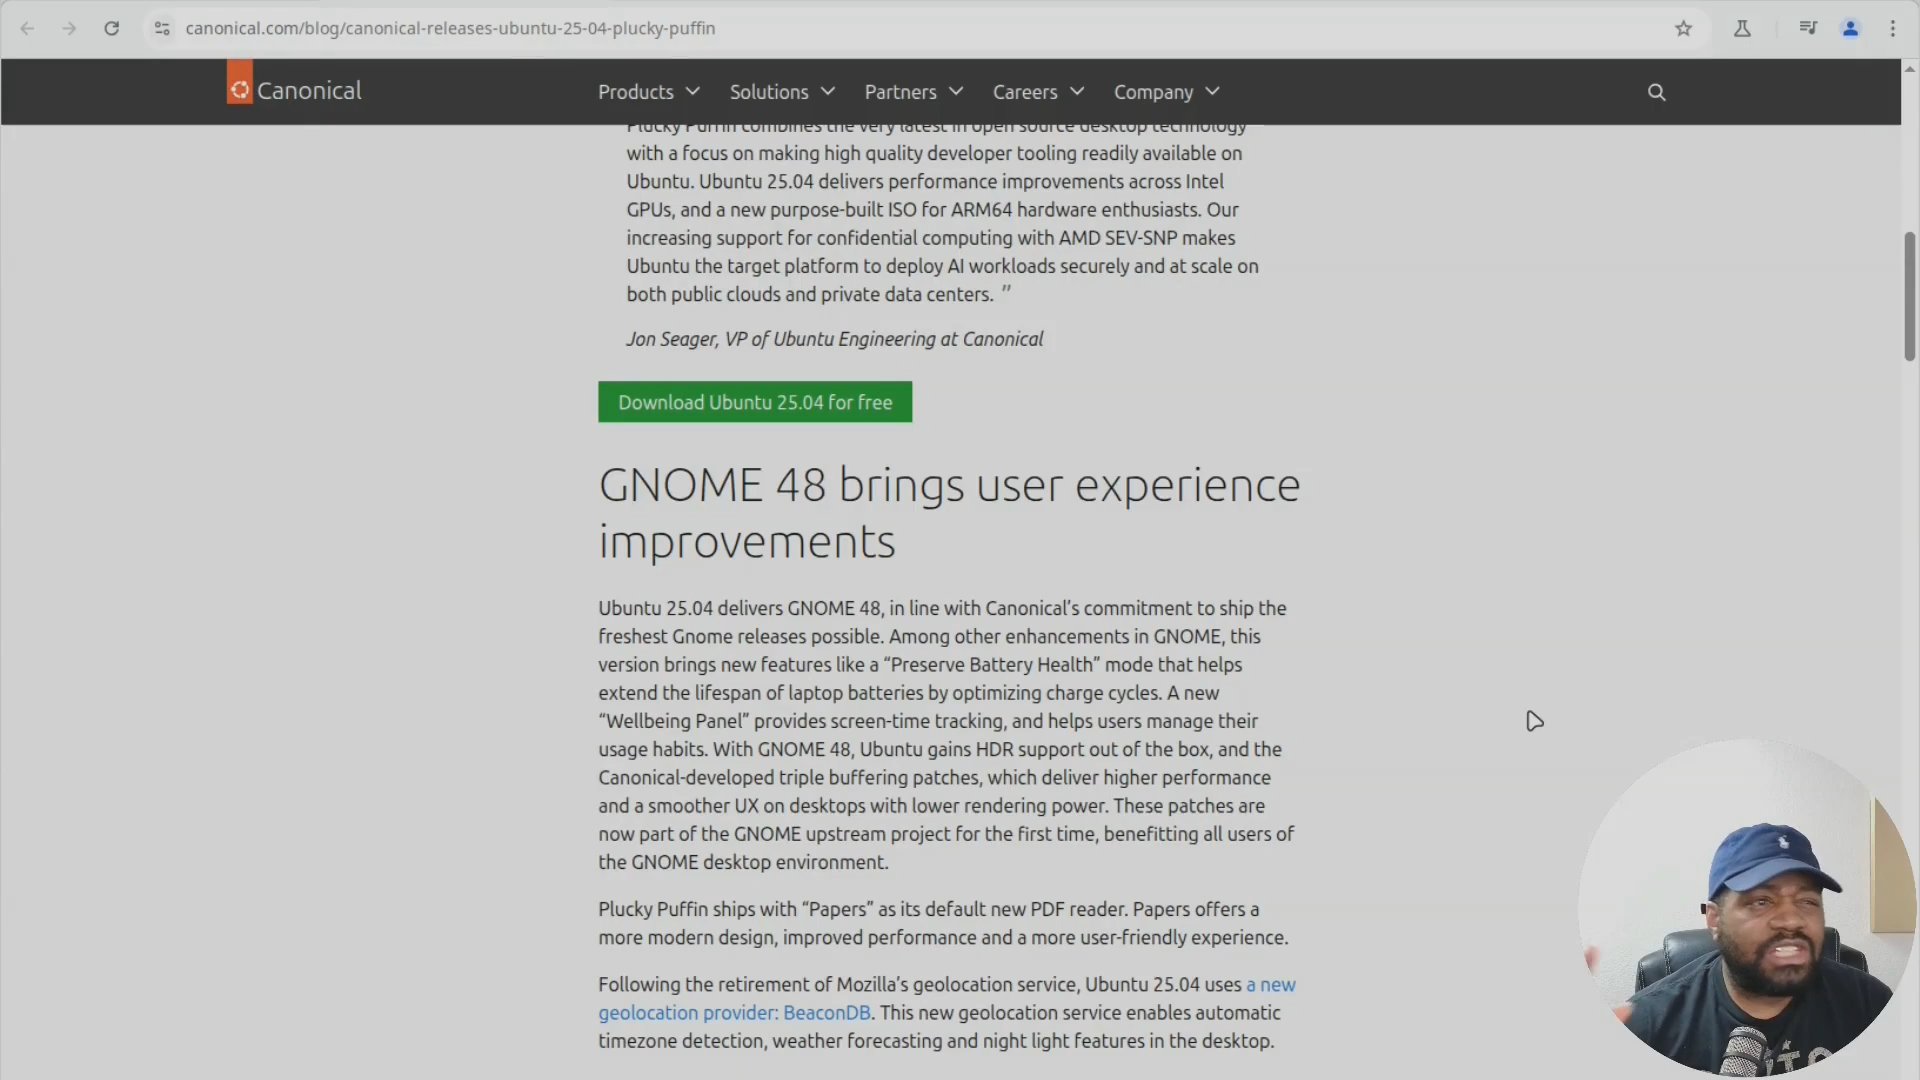 canonical.com/blog/canonical-releases-ubuntu-25-04-plucky-puffin
Canonical
Products
Solutions
Partners
Careers
Company
Plucky Puffin combines the very latest in open source desktop technology
with a focus on making high quality developer tooling readily available on
Ubuntu. Ubuntu 25.04 delivers performance improvements across Intel
GPUs, and a new purpose-built ISO for ARM64 hardware enthusiasts. Our
increasing support for confidential computing with AMD SEV-SNP makes
Ubuntu the target platform to deploy AI workloads securely and at scale on
both public clouds and private data centers. ”
Jon Seager, VP of Ubuntu Engineering at Canonical
Download Ubuntu 25.04 for free
GNOME 48 brings user experience
improvements
Ubuntu 25.04 delivers GNOME 48, in line with Canonical’s commitment to ship the
freshest Gnome releases possible. Among other enhancements in GNOME, this
version brings new features like a “Preserve Battery Health” mode that helps
extend the lifespan of laptop batteries by optimizing charge cycles. A new
“Wellbeing Panel” provides screen-time tracking, and helps users manage their
usage habits. With GNOME 48, Ubuntu gains HDR support out of the box, and the
Canonical-developed triple buffering patches, which deliver higher performance
and a smoother UX on desktops with lower rendering power. These patches are
now part of the GNOME upstream project for the first time, benefitting all users of
the GNOME desktop environment.
Plucky Puffin ships with “Papers” as its default new PDF reader. Papers offers a
more modern design, improved performance and a more user-friendly experience.
Following the retirement of Mozilla’s geolocation service, Ubuntu 25.04 uses a new
geolocation provider: BeaconDB. This new geolocation service enables automatic
timezone detection, weather forecasting and night light features in the desktop.